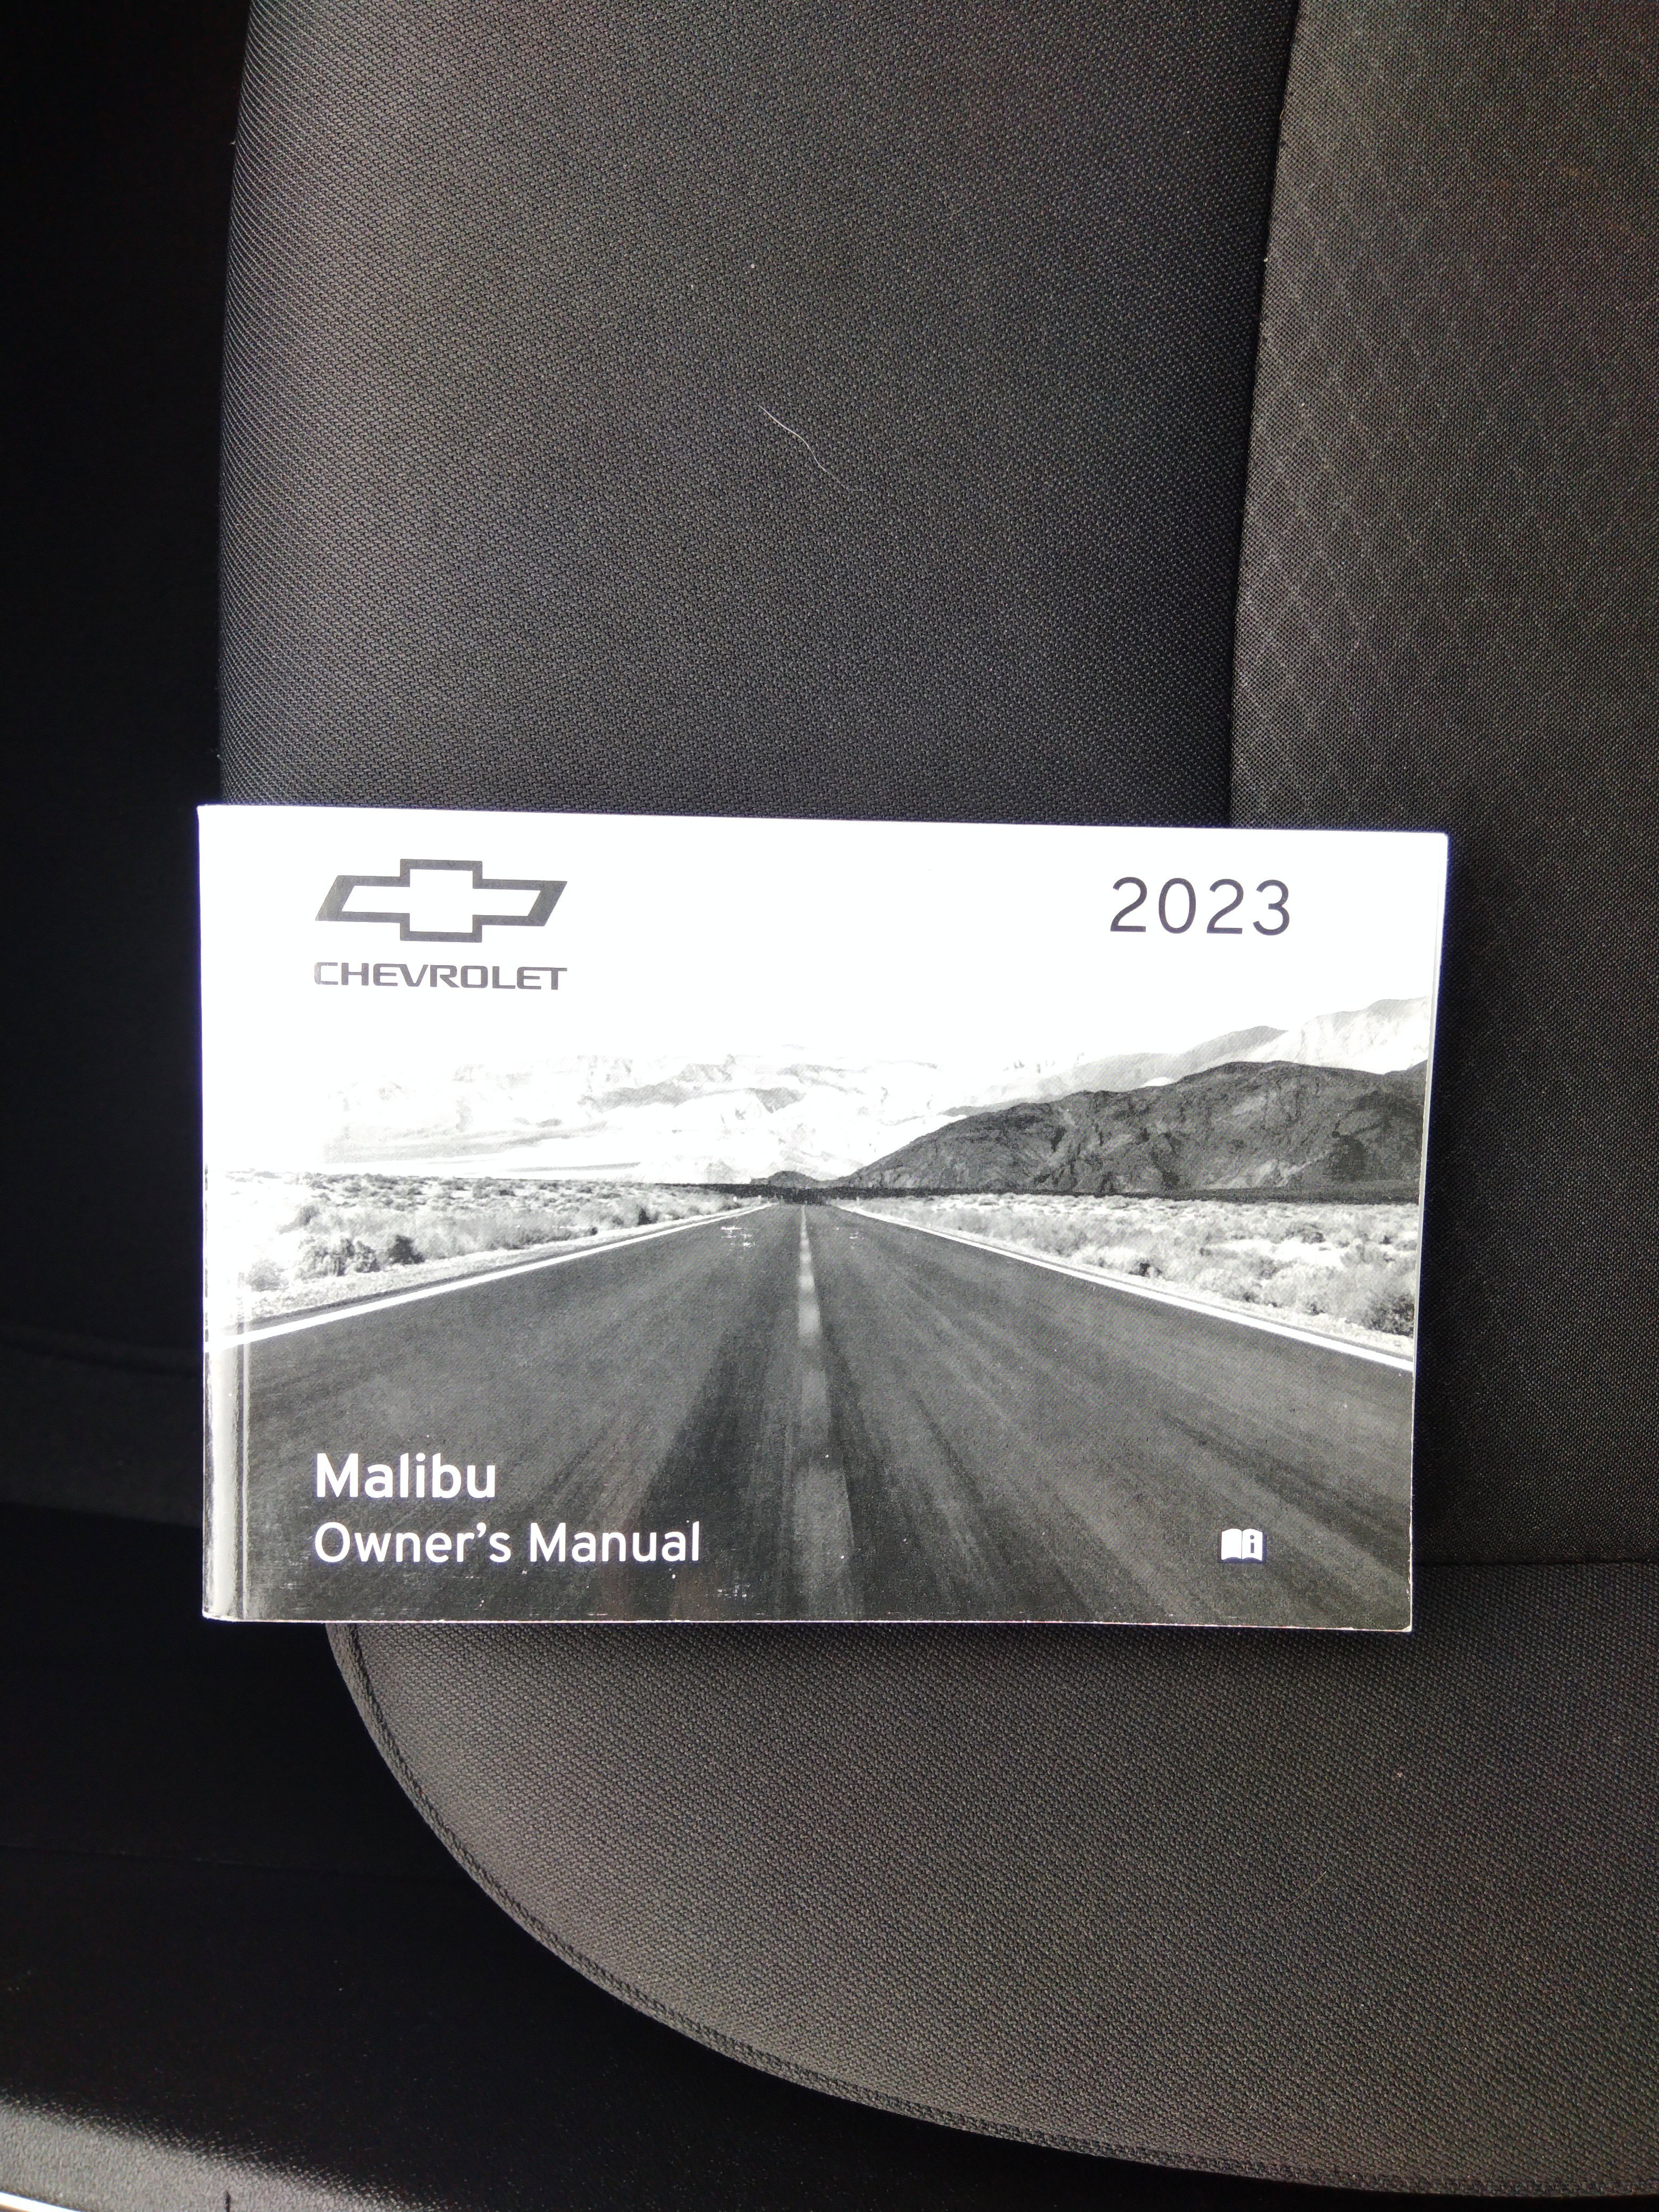 CHEVROLET
2023
Malibu
Owner's Manual